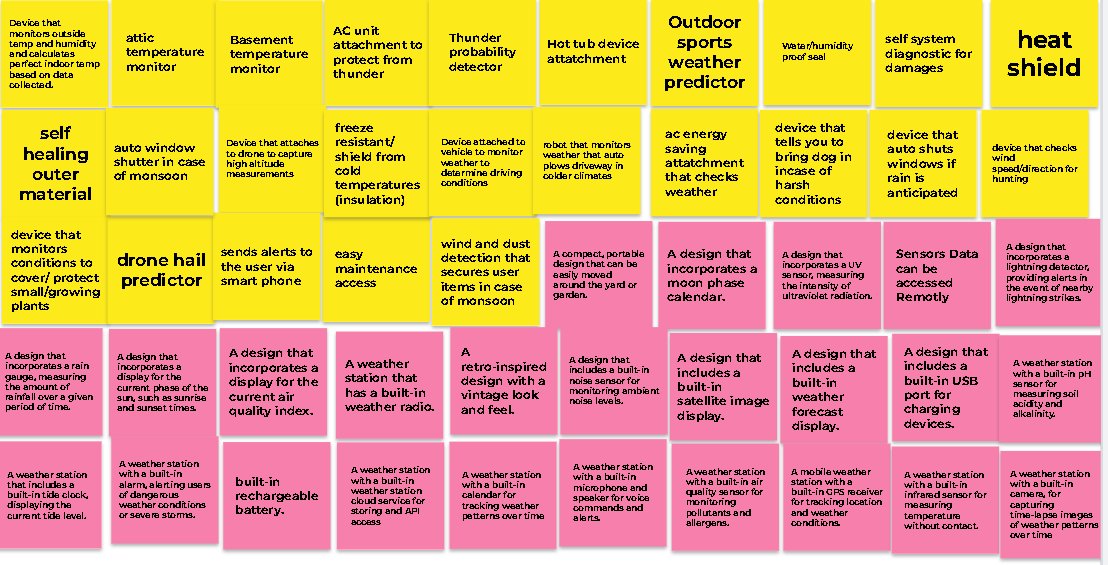 Device that
monitors outside
temp and humidity
and calculates
perfect indoor temp
based on data
collected.
attic
temperature
monitor
Basement
temperature
monitor
AC unit
attachment to
protect from
thunder
Thunder
probability
detector
Hot tub device
attatchment
Outdoor
sports
weather
predictor
Water/humidity
proof seal
self system
diagnostic for
damages
heat
shield
self
healing
outer
material
auto window
shutter in case
of monsoon
Device that attaches
to drone to capture
high altitude
measurements
freeze
resistant/
shield from
cold
temperatures
(insulation)
Device attached to
vehicle to monitor
weather to
determine driving
conditions
robot that monitors
weather that auto
plows driveway in
colder climates
ac energy
saving
attatchment
that checks
weather
device that
tells you to
bring dog in
incase of
harsh
conditions
device that
auto shuts
windows if
rain is
anticipated
device that checks
wind
speed/direction for
hunting
device that
monitors
conditions to
cover/ protect
small/growing
plants
drone hail
predictor
sends alerts to
the user via
smart phone
easy
maintenance
access
wind and dust
detection that
secures user
items in case
of monsoon
A compact, portable
design that can be
easily moved
around the yard or
garden.
A design that
incorporates a
moon phase
calendar.
A design that
incorporates a UV
sensor, measuring
the intensity of
ultraviolet radiation.
Sensors Data
can be
accessed
Remotly
A design that
incorporates a
lightning detector,
providing alerts in
the event of nearby
lightning strikes.
A design that
incorporates a rain
gauge, measuring
the amount of
rainfall over a given
period of time.
A design that
incorporates a
display for the
current phase of the
sun, such as sunrise
and sunset times.
A design that
incorporates a
display for the
current air
quality index.
A weather
station that
has a built-in
weather radio.
A
retro-inspired
design with a
vintage look
and feel.
A design that
includes a built-in
noise sensor for
monitoring ambient
noise levels.
A design that
includes a
built-in
satellite image
display.
A design that
includes a
built-in
weather
forecast
display.
A design that
includes a
built-in USB
port for
charging
devices.
A weather station
with a built-in pH
sensor for
measuring soil
acidity and
alkalinity.
A weather station
that includes a
built-in tide clock,
displaying the
current tide level.
A weather station
with a built-in
alarm, alerting users
of dangerous
weather conditions
or severe storms.
built-in
rechargeable
battery.
A weather station
with a built-in
weather station
cloud service for
storing and API
access
A weather station
with a built-in
calendar for
tracking weather
patterns over time
A weather station
with a built-in
microphone and
speaker for voice
commands and
alerts.
A weather station
with a built-in air
quality sensor for
monitoring
pollutants and
allergens.
A mobile weather
station with a
built-in GPS receiver
for tracking location
and weather
conditions.
A weather station
with a built-in
infrared sensor for
measuring
temperature
without contact.
A weather station
with a built-in
camera, for
capturing
time-lapse images
of weather patterns
over time